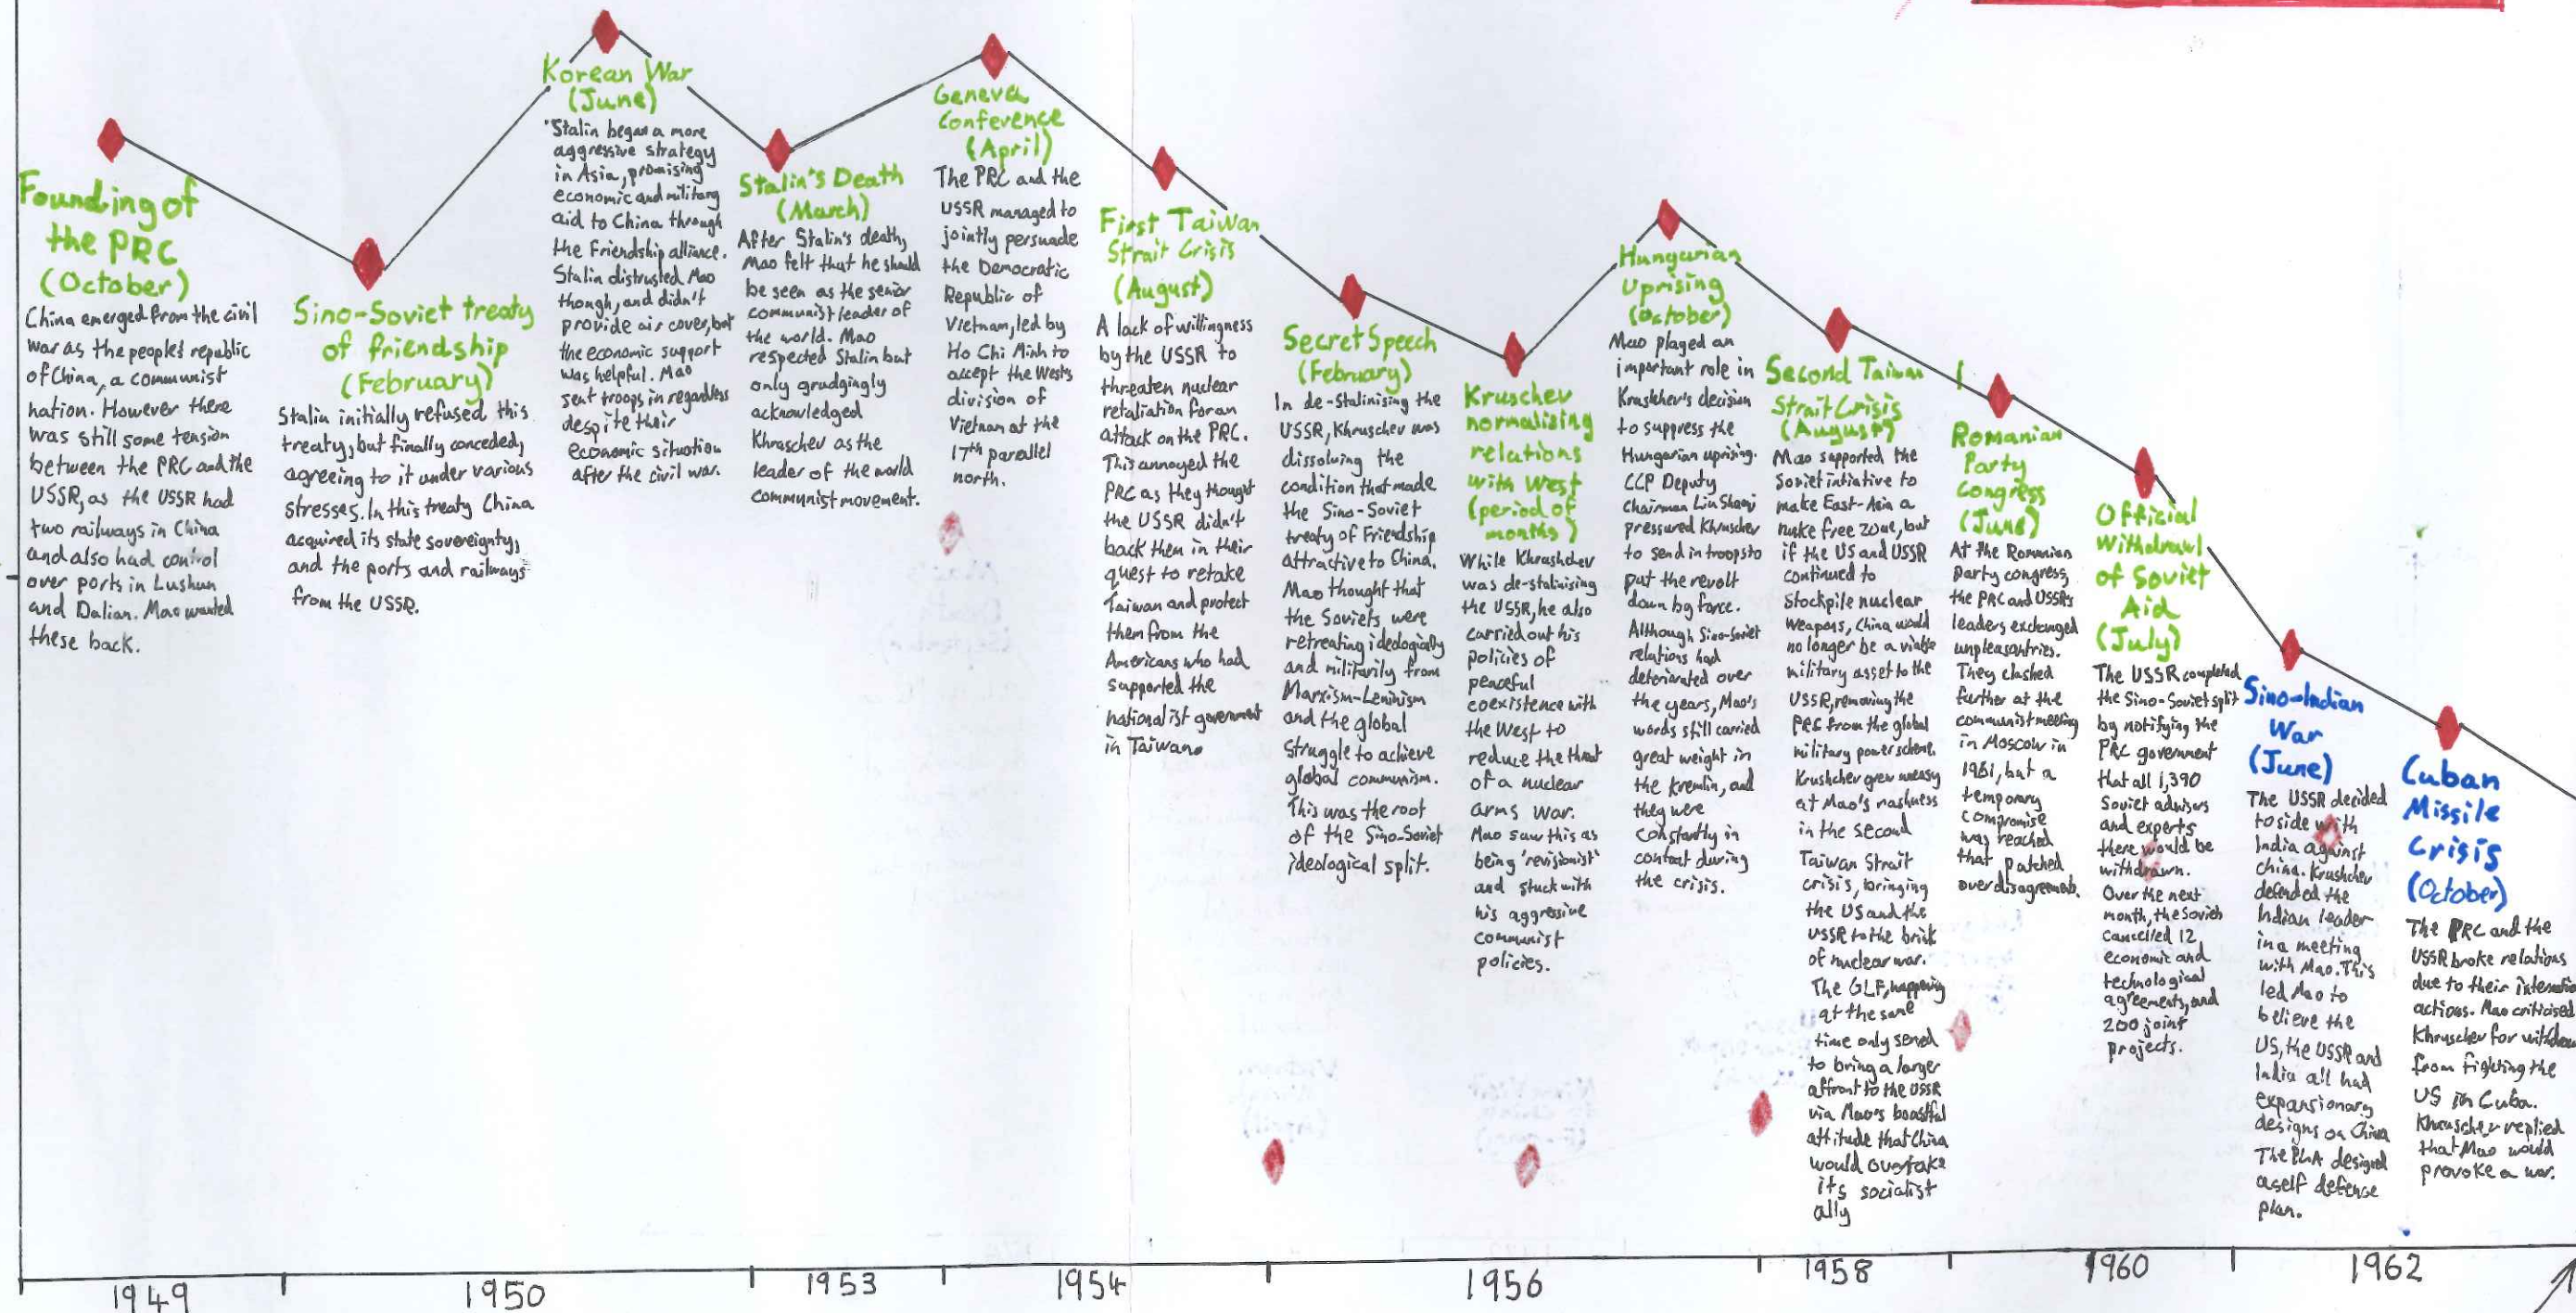 Founding of
the PRC
(October)
China emerged from the civil
war as the people's republic
of China, a communist
nation. However there
was still some tension
between the PRC and the
USSR, as the USSR had
two railways in China
and also had control
over ports in Lushun
and Dalian. Mao wanted
these back.
Sino-Soviet treaty
of friendship
(February)
Stalin initially refused this
treaty, but finally conceded,
agreeing to it under various
stresses. In this treaty China
acquired its state sovereignty,
and the ports and railways
from the USSR.
Korean War
(June)
Stalin began a more
aggressive strategy
in Asia, promising
economic and military
aid to China through
the Friendship alliance.
Stalin distrusted Mao
though, and didn't
provide air cover, but
the economic support
was helpful. Mao
sent troops in regardless
despite their
economic situation
after the civil war.
Stalin's Death
(March)
After Stalin's death,
Mao felt that he should
be seen as the senior
communist leader of
the world. Mao
respected Stalin but
only grudgingly
acknowledged
Khruschev as the
leader of the world
communist movement.
Geneva
Conference
(April)
The PRC and the
USSR managed to
jointly persuade
the Democratic
Republic of
Vietnam, led by
Ho Chi Minh to
accept the West's
division of
Vietnam at the
17th parallel
north.
First Taiwan
Strait Crisis
(August)
A lack of willingness
by the USSR to
threaten nuclear
retaliation for an
attack on the PRC.
This annoyed the
PRC as they thought
the USSR didn't
back them in their
quest to retake
Taiwan and protect
them from the
Americans who had
supported the
nationalist government
in Taiwan.
Secret Speech
(February)
In de-Stalinising the
USSR, Khruschev was
dissolving the
condition that made
the Sino-Soviet
treaty of Friendship
attractive to China.
Mao thought that
the Soviets were
retreating ideologically
and militarily from
Marxism-Leninism
and the global
struggle to achieve
global communism.
This was the root
of the Sino-Soviet
ideological split.
Kruschev
normalising
relations
with West
(period of
months)
While Khrushchev
was de-stalinising
the USSR, he also
carried out his
policies of
peaceful
coexistence with
the West to
reduce the threat
of a nuclear
arms war.
Mao saw this as
being 'revisionist'
and stuck with
his aggressive
communist
policies.
Hungarian
Uprising
(October)
Mao played an
important role in
Krushchev's decision
to suppress the
Hungarian uprising.
CCP Deputy
Chairman Liu Shaoqi
pressured Khruschev
to send in troops to
put the revolt
down by force.
Although Sino-Soviet
relations had
deteriorated over
the years, Mao's
words still carried
great weight in
the Kremlin, and
they were
constantly in
contact during
the crisis.
Second Taiwan
Strait Crisis
(August)
Mao supported the
Soviet intiative to
make East-Asia a
nuke free zone, but
if the US and USSR
continued to
stockpile nuclear
weapons, China would
no longer be a viable
military asset to the
USSR, removing the
PRC from the global
military power scheme.
Krushchev grew uneasy
at Mao's rashness
in the second
Taiwan Strait
crisis, bringing
the US and the
USSR to the brink
of nuclear war.
The GLF, happening
at the same
time only served
to bring a larger
affront to the USSR
via Mao's boastful
attitude that China
would overtake
its socialist
ally
Romanian
Party
Congress
(June)
At the Romanian
party congress,
the PRC and USSR's
leaders exchanged
unpleasantries.
They clashed
further at the
communist meeting
in Moscow in
1961, but a
temporary
compromise
was reached
that patched
over disagreements.
Official
Withdrawl
of Soviet
Aid
(July)
The USSR completed
the Sino-Soviet split
by notifying the
PRC government
that all 1,390
Soviet advisors
and experts
there would be
withdrawn.
Over the next
month, the Soviets
cancelled 12
economic and
technological
agreements, and
200 joint
projects.
Sino-Indian
War
(June)
The USSR decided
to side with
India against
China. Krushchev
defended the
Indian leader
in a meeting
with Mao. This
led Mao to
believe the
US, the USSR and
India all had
expansionary
designs on China
The PLA designed
a self defence
plan.
Cuban
Missile
Crisis
(October)
The PRC and the
USSR broke relations
due to their
actions. Mao criticised
Khruschev for
from fighting the
US in Cuba.
Khruschev replied
that Mao would
provoke a war.
1949
1950
1953
1954
1956
1958
1960
1962